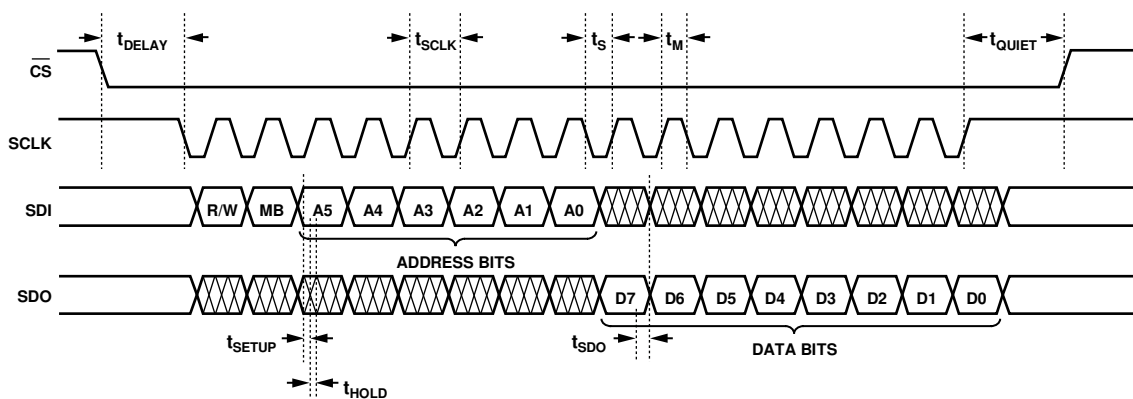 tDELAY tSCLK tS tM tQUIET
CS
SCLK
SDI R/W MB A5 A4 A3 A2 A1 A0
ADDRESS BITS
SDO D7 D6 D5 D4 D3 D2 D1 D0
tSETUP tSDO DATA BITS
tHOLD